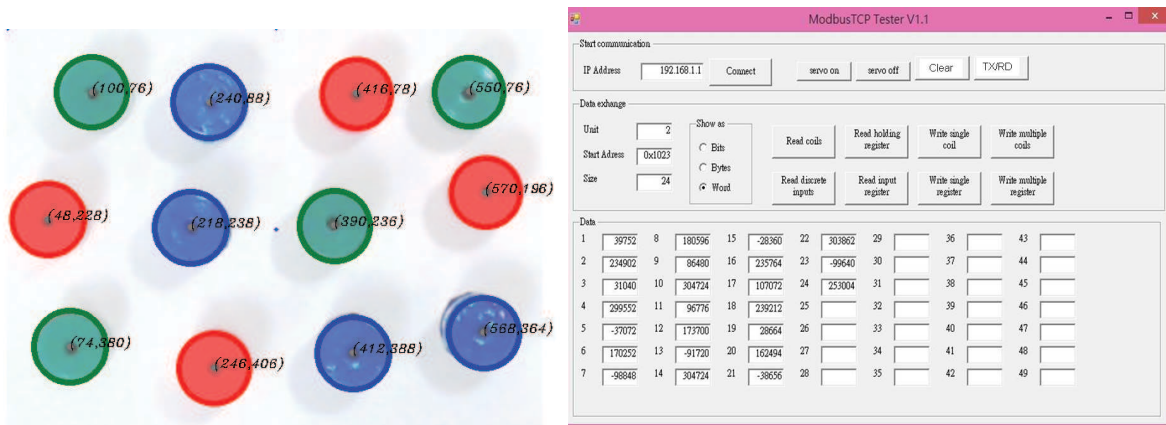 (100,76)
(240,88)
(416,78)
(550,76)
(48,228)
(218,238)
(390,236)
(570,196)
(74,380)
(246,406)
(412,388)
(568,364)
ModbusTCP Tester V1.1
Start communication
IP Address 192.168.1.1 Connect servo on servo off Clear TX/RD
Data exhange
Unit 2
Start Adress 0x1023
Size 24
Show as
Bits
Bytes
Word
Read coils Read holding register Write single coil Write multiple coils
Read discrete inputs Read input register Write single register Write multiple register
Data
1 39752 8 180596 15 -28360 22 303862 29 36 43
2 234902 9 86480 16 235764 23 -99640 30 37 44
3 31040 10 304724 17 107072 24 253004 31 38 45
4 299552 11 96776 18 239212 25 32 39 46
5 -37072 12 173700 19 28664 26 33 40 47
6 170252 13 -91720 20 162494 27 34 41 48
7 -98848 14 304724 21 -38656 28 35 42 49